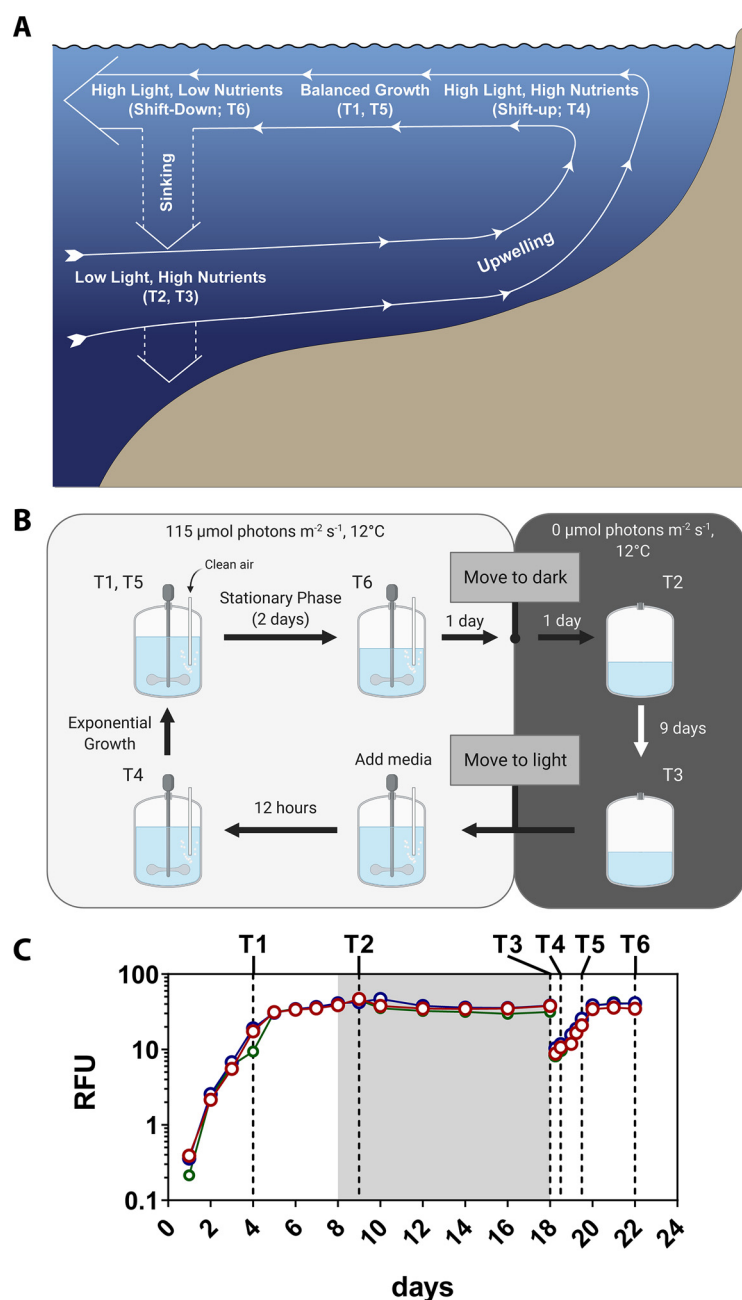 A
High Light, Low Nutrients
(Shift-Down; T6)
Balanced Growth
(T1, T5)
High Light, High Nutrients
(Shift-up; T4)
Sinking
Upwelling
Low Light, High Nutrients
(T2, T3)
B
115 µmol photons m⁻² s⁻¹, 12°C
0 µmol photons m⁻² s⁻¹,
12°C
T1, T5
Clean air
Stationary Phase
(2 days)
T6
1 day
Move to dark
1 day
T2
Exponential
Growth
9 days
T4
12 hours
Add media
Move to light
T3
C
T1
T2
T3
T4
T5
T6
100
10
1
0.1
RFU
0
2
4
6
8
10
12
14
16
18
20
22
24
days